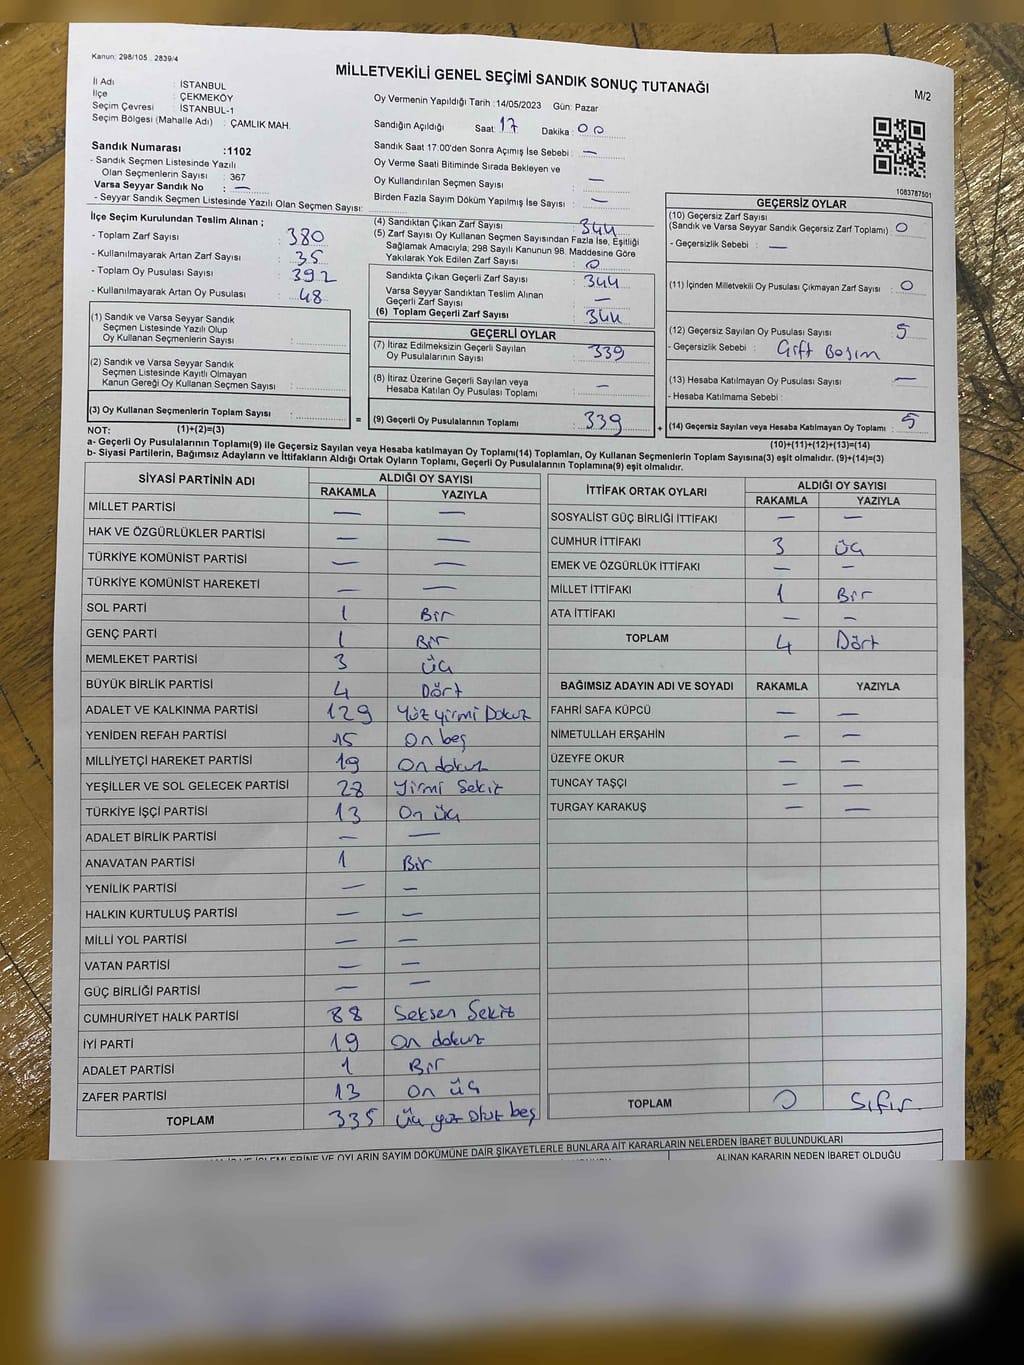 Kanun: 298/105 . 2839/4
MİLLETVEKİLİ GENEL SEÇİMİ SANDIK SONUÇ TUTANAĞI
M/2
İl Adı : İSTANBUL
İlçe : ÇEKMEKÖY
Seçim Çevresi : İSTANBUL-1
Seçim Bölgesi (Mahalle Adı) : ÇAMLIK MAH.
Oy Vermenin Yapıldığı Tarih : 14/05/2023 Gün: Pazar
Sandığın Açıldığı Saat: 17 Dakika : 00
Sandık Saat 17:00'den Sonra Açımış İse Sebebi : —
Oy Verme Saati Bitiminde Sırada Bekleyen ve
Oy Kullandırılan Seçmen Sayısı : —
Birden Fazla Sayım Döküm Yapılmış İse Sayısı : —
Sandık Numarası :1102
- Sandık Seçmen Listesinde Yazılı
Olan Seçmenlerin Sayısı : 367
Varsa Seyyar Sandık No : —
- Seyyar Sandık Seçmen Listesinde Yazılı Olan Seçmen Sayısı:
1083787501
İlçe Seçim Kurulundan Teslim Alınan ;
- Toplam Zarf Sayısı : 380
- Kullanılmayarak Artan Zarf Sayısı : 35
- Toplam Oy Pusulası Sayısı : 392
- Kullanılmayarak Artan Oy Pusulası : 48
(1) Sandık ve Varsa Seyyar Sandık
Seçmen Listesinde Yazılı Olup
Oy Kullanan Seçmenlerin Sayısı :
(2) Sandık ve Varsa Seyyar Sandık
Seçmen Listesinde Kayıtlı Olmayan
Kanun Gereği Oy Kullanan Seçmen Sayısı :
(3) Oy Kullanan Seçmenlerin Toplam Sayısı :
(1)+(2)=(3)
(4) Sandıktan Çıkan Zarf Sayısı : 344
(5) Zarf Sayısı Oy Kullanan Seçmen Sayısından Fazla İse, Eşitliği
Sağlamak Amacıyla; 298 Sayılı Kanunun 98. Maddesine Göre
Yakılarak Yok Edilen Zarf Sayısı : 0
Sandıkta Çıkan Geçerli Zarf Sayısı : 344
Varsa Seyyar Sandıktan Teslim Alınan
Geçerli Zarf Sayısı : —
(6) Toplam Geçerli Zarf Sayısı : 344
GEÇERLİ OYLAR
(7) İtiraz Edilmeksizin Geçerli Sayılan
Oy Pusulalarının Sayısı : 339
(8) İtiraz Üzerine Geçerli Sayılan veya
Hesaba Katılan Oy Pusulaları Toplamı : —
= (9) Geçerli Oy Pusulalarının Toplamı : 339
GEÇERSİZ OYLAR
(10) Geçersiz Zarf Sayısı
(Sandık ve Varsa Seyyar Sandık Geçersiz Zarf Toplamı) : 0
- Geçersizlik Sebebi : —
(11) İçinden Milletvekili Oy Pusulası Çıkmayan Zarf Sayısı : 0
(12) Geçersiz Sayılan Oy Pusulası Sayısı : 5
- Geçersizlik Sebebi : Çift Basım
(13) Hesaba Katılmayan Oy Pusulası Sayısı : —
- Hesaba Katılmama Sebebi :
+ (14) Geçersiz Sayılan veya Hesaba Katılmayan Oy Toplamı : 5
(10)+(11)+(12)+(13)=(14)
NOT:
a- Geçerli Oy Pusulalarının Toplamı(9) ile Geçersiz Sayılan veya Hesaba katılmayan Oy Toplamı(14) Toplamları, Oy Kullanan Seçmenlerin Toplam Sayısına(3) eşit olmalıdır. (9)+(14)=(3)
b- Siyasi Partilerin, Bağımsız Adayların ve İttifakların Aldığı Ortak Oyların Toplamı, Geçerli Oy Pusulalarının Toplamına(9) eşit olmalıdır.
SİYASİ PARTİNİN ADI ALDIĞI OY SAYISI
RAKAMLA YAZIYLA
MİLLET PARTİSİ — —
HAK VE ÖZGÜRLÜKLER PARTİSİ — —
TÜRKİYE KOMÜNİST PARTİSİ — —
TÜRKİYE KOMÜNİST HAREKETİ — —
SOL PARTİ 1 Bir
GENÇ PARTİ 1 Bir
MEMLEKET PARTİSİ 3 üç
BÜYÜK BİRLİK PARTİSİ 4 Dört
ADALET VE KALKINMA PARTİSİ 129 Yüz yirmi Dokuz
YENİDEN REFAH PARTİSİ 15 On beş
MİLLİYETÇİ HAREKET PARTİSİ 19 On dokuz
YEŞİLLER VE SOL GELECEK PARTİSİ 28 Yirmi Sekiz
TÜRKİYE İŞÇİ PARTİSİ 13 On üç
ADALET BİRLİK PARTİSİ — —
ANAVATAN PARTİSİ 1 Bir
YENİLİK PARTİSİ — —
HALKIN KURTULUŞ PARTİSİ — —
MİLLİ YOL PARTİSİ — —
VATAN PARTİSİ — —
GÜÇ BİRLİĞİ PARTİSİ — —
CUMHURİYET HALK PARTİSİ 88 Seksen Sekiz
İYİ PARTİ 19 On dokuz
ADALET PARTİSİ 1 Bir
ZAFER PARTİSİ 13 On üç
TOPLAM 335 üç yüz otuz beş
İTTİFAK ORTAK OYLARI ALDIĞI OY SAYISI
RAKAMLA YAZIYLA
SOSYALİST GÜÇ BİRLİĞİ İTTİFAKI — —
CUMHUR İTTİFAKI 3 üç
EMEK VE ÖZGÜRLÜK İTTİFAKI — —
MİLLET İTTİFAKI 1 Bir
ATA İTTİFAKI — —
TOPLAM 4 Dört
BAĞIMSIZ ADAYIN ADI VE SOYADI RAKAMLA YAZIYLA
FAHRİ SAFA KÜPCÜ — —
NİMETULLAH ERŞAHİN — —
ÜZEYFE OKUR — —
TUNCAY TAŞÇI — —
TURGAY KARAKUŞ — —
TOPLAM 0 Sıfır
İŞLEMLERİNE VE OYLARIN SAYIM DÖKÜMÜNE DAİR ŞİKAYETLERLE BUNLARA AİT KARARLARIN NELERDEN İBARET BULUNDUKLARI
ALINAN KARARIN NEDEN İBARET OLDUĞU